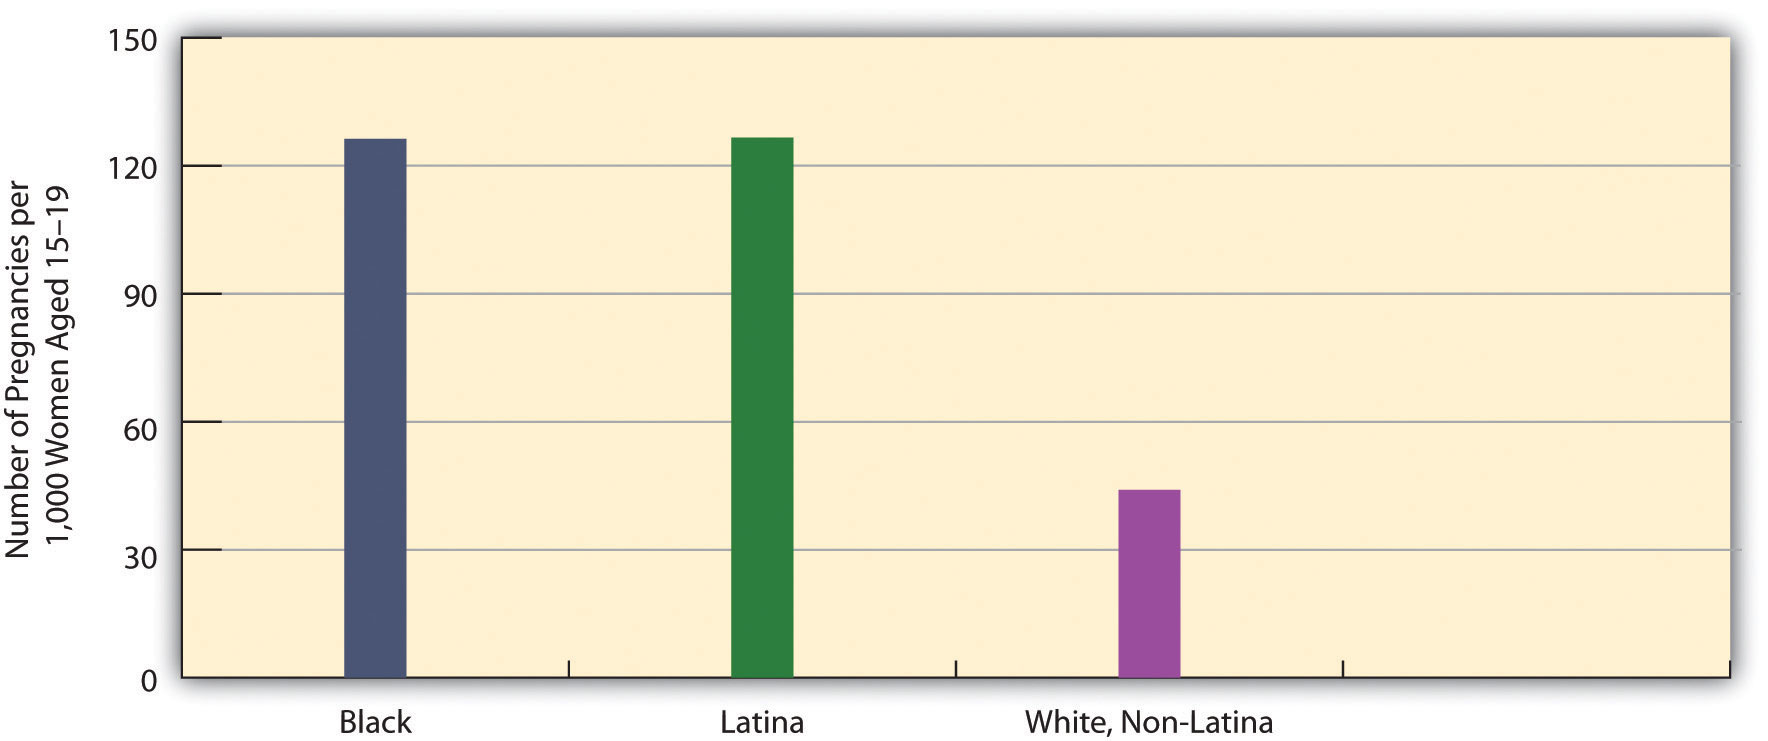 Number of Pregnancies per
1,000 Women Aged 15–19
150
120
90
60
30
0
Black
Latina
White, Non-Latina